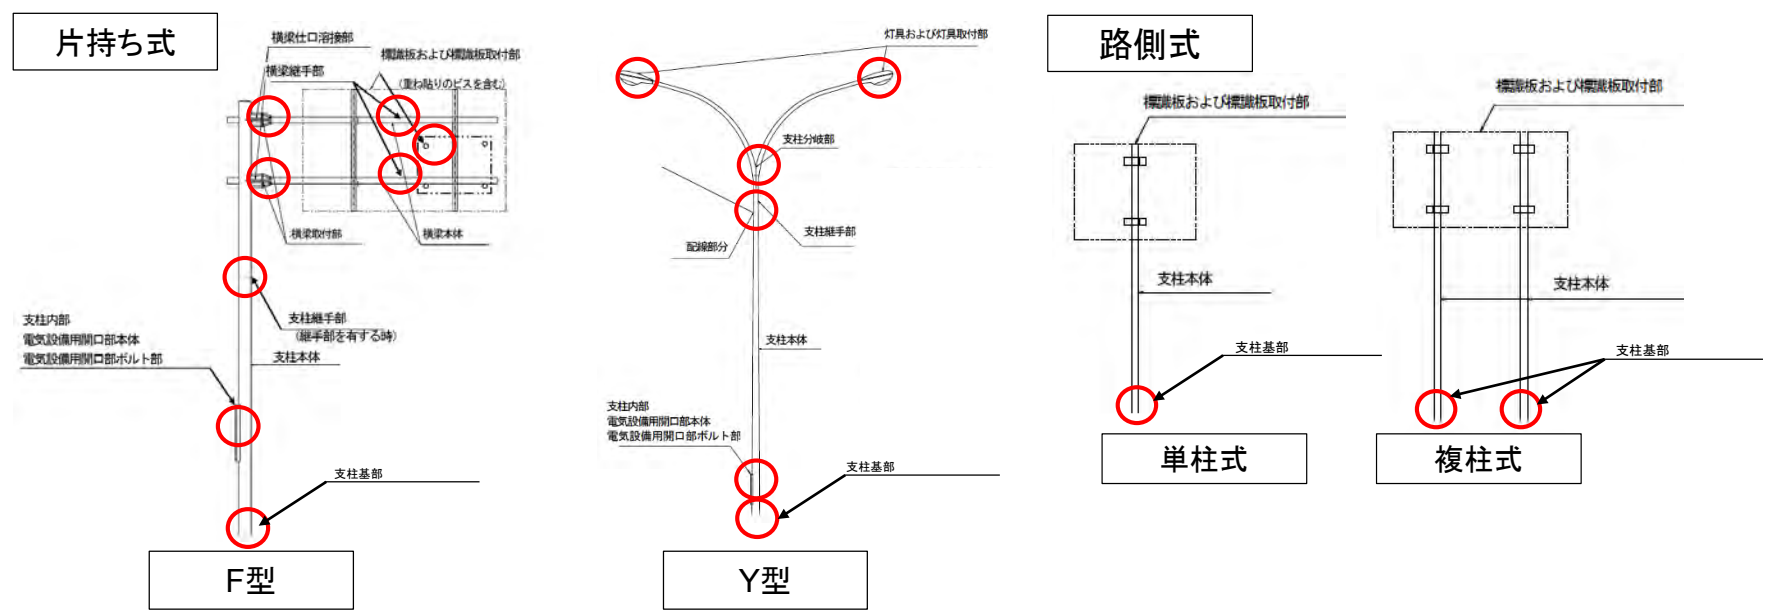 片持ち式
横梁仕口溶接部
標識板および標識板取付部
横梁継手部
(重ね貼りのビスを含む)
横梁取付部
横梁本体
支柱継手部
(継手部を有する時)
支柱本体
支柱内部
電気設備用開口部本体
電気設備用開口部ボルト部
支柱基部
F型
灯具および灯具取付部
支柱分岐部
支柱継手部
配線部分
支柱本体
支柱内部
電気設備用開口部本体
電気設備用開口部ボルト部
支柱基部
Y型
路側式
標識板および標識板取付部
支柱本体
支柱基部
単柱式
標識板および標識板取付部
支柱本体
支柱基部
複柱式